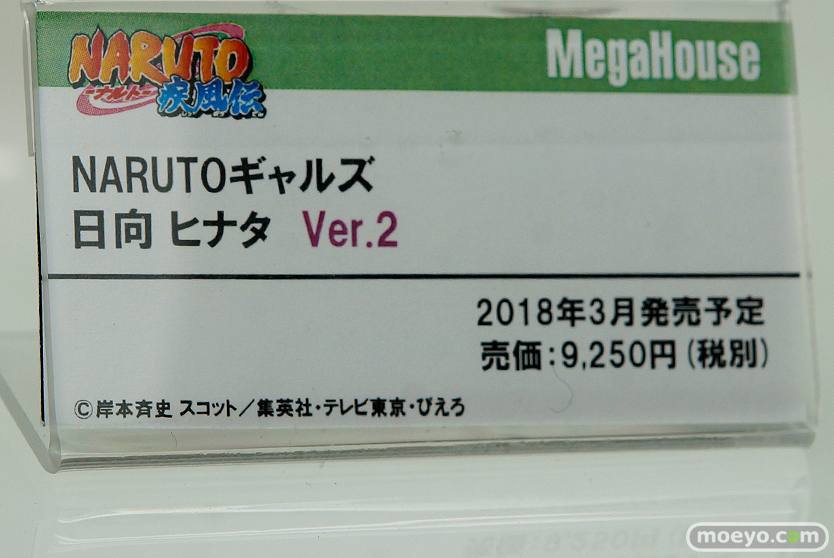 NARUTO
-ナルト-
疾風伝
MegaHouse
NARUTOギャルズ
日向 ヒナタ Ver.2
2018年3月発売予定
売価：9,250円（税別）
©岸本斉史 スコット／集英社・テレビ東京・ぴえろ
moeyo.com